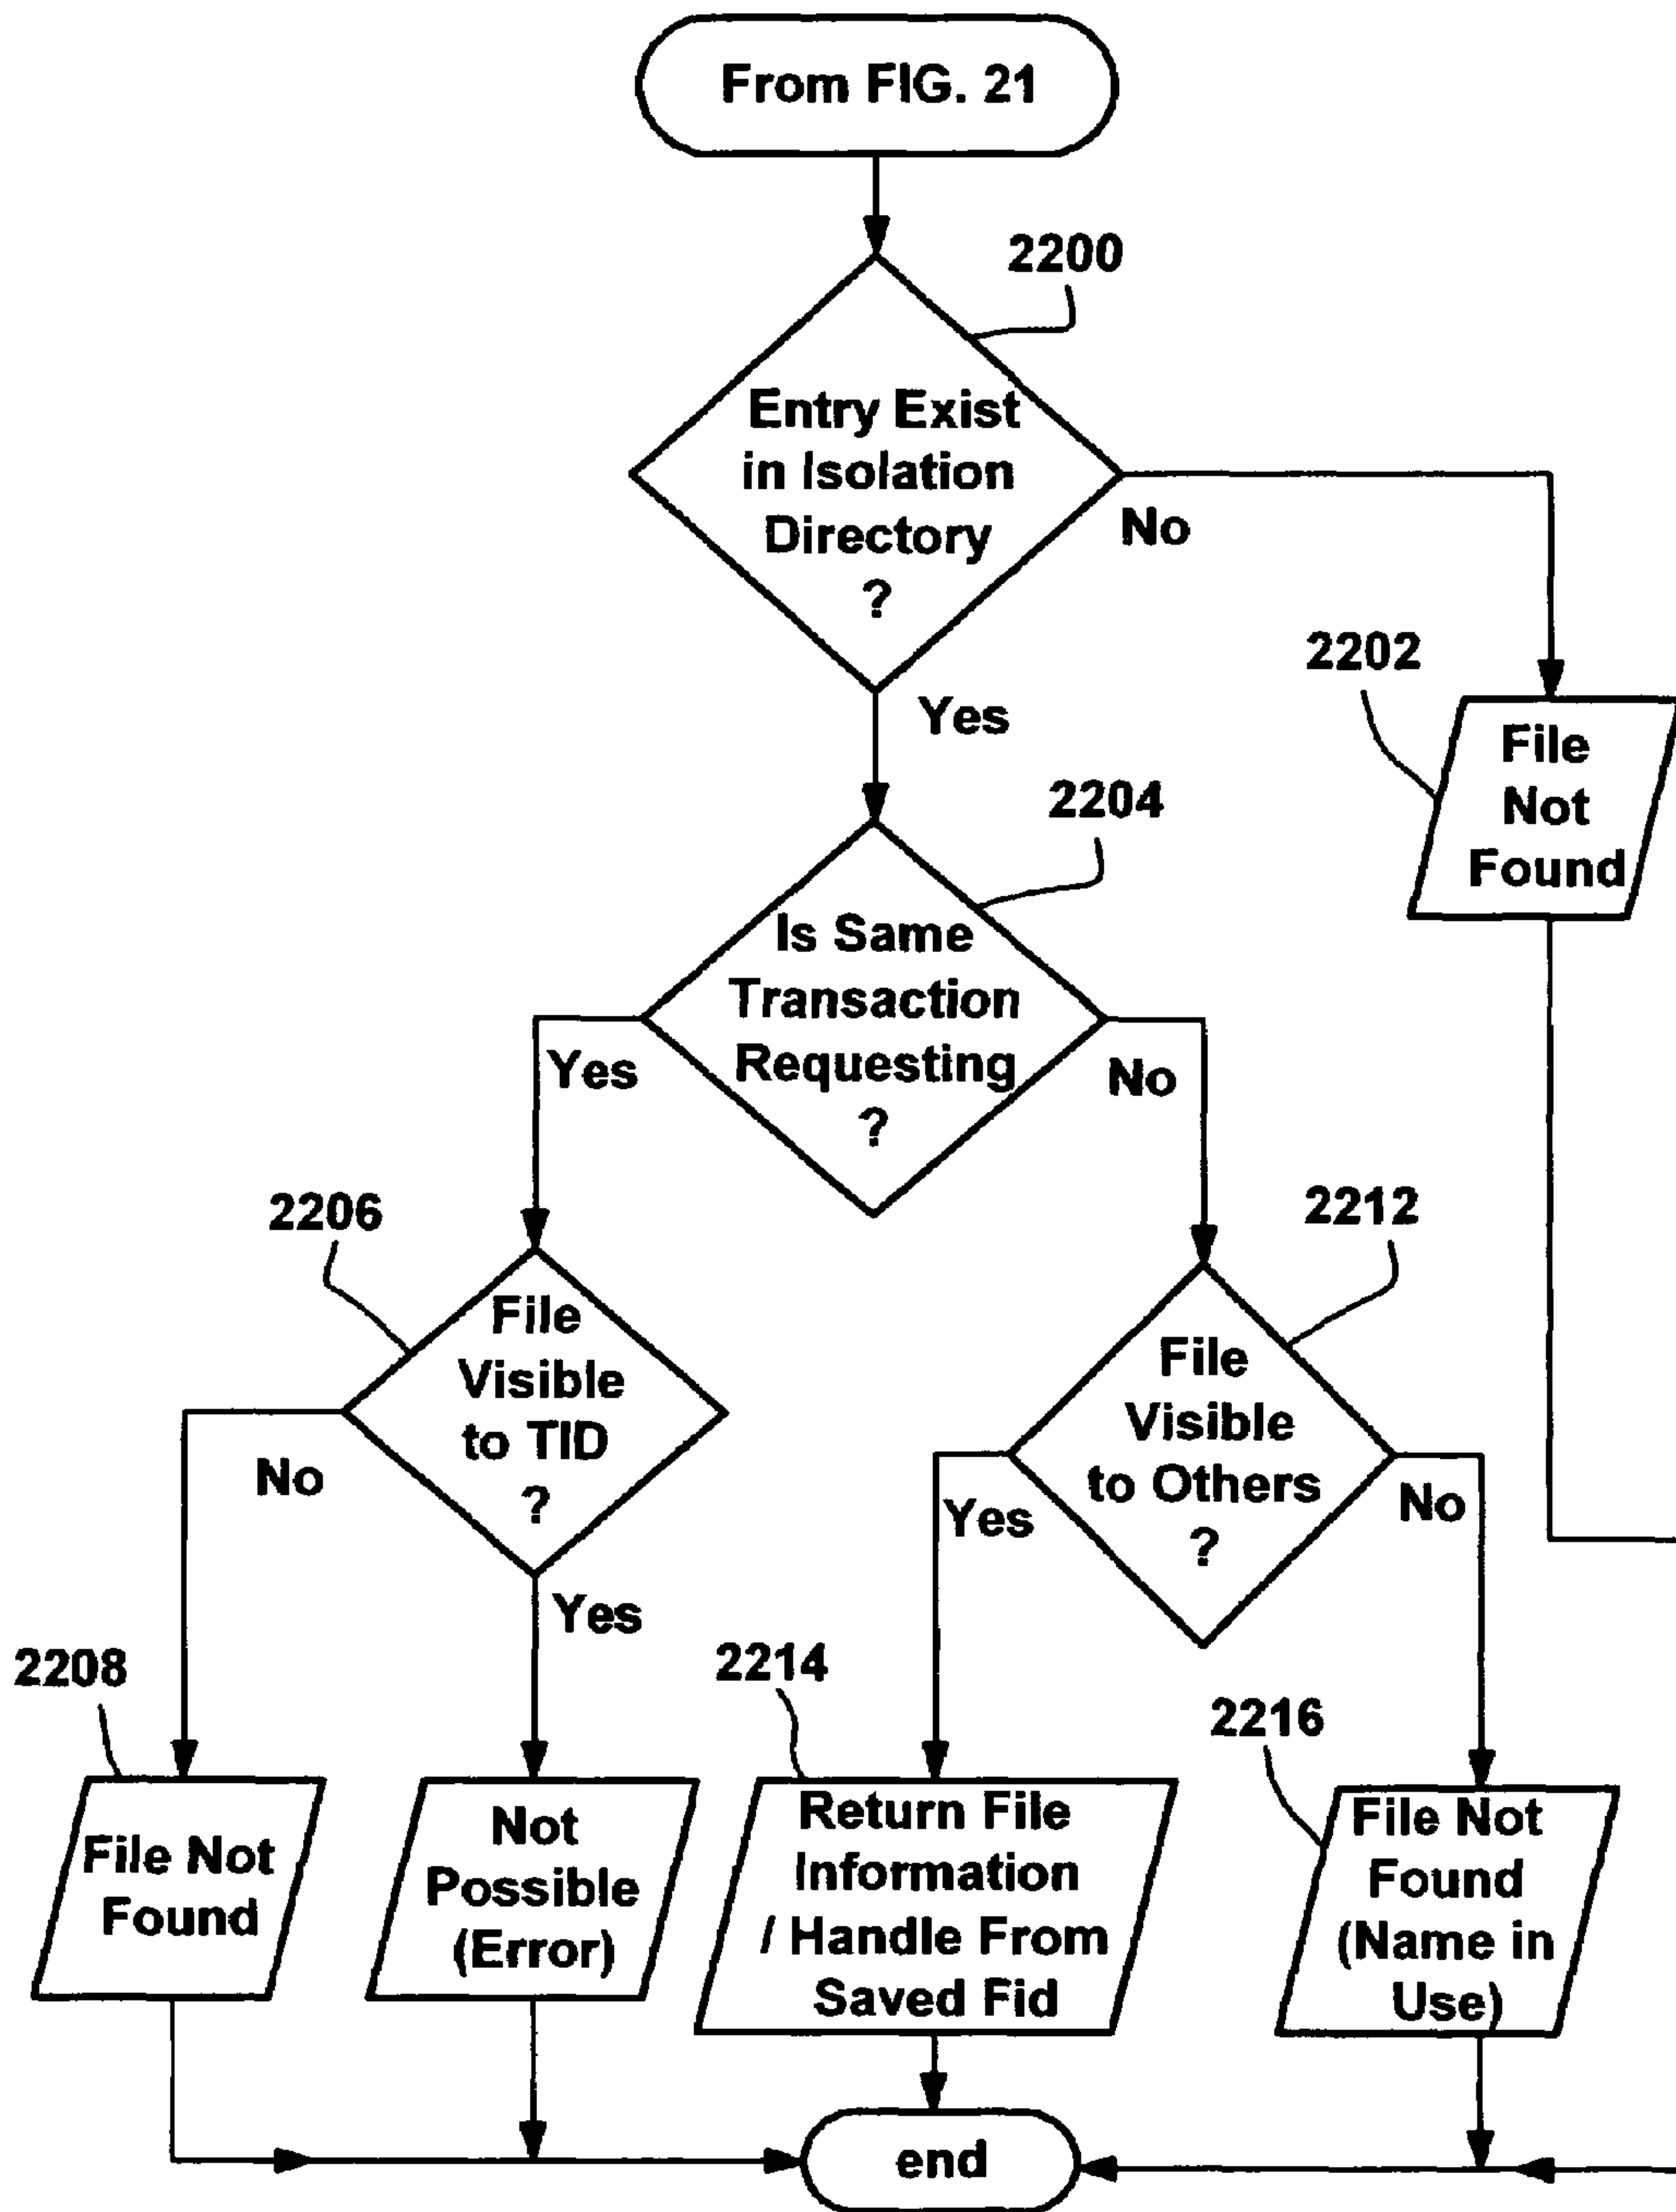 From FIG. 21
2200
Entry Exist
in Isolation
Directory
?
No
Yes
2202
File
Not
Found
2204
Is Same
Transaction
Requesting
?
Yes
No
2206
File
Visible
to TID
?
No
Yes
2212
File
Visible
to Others
?
Yes
No
2208
File Not
Found
Not
Possible
(Error)
2214
Return File
Information
/ Handle From
Saved Fid
2216
File Not
Found
(Name in
Use)
end